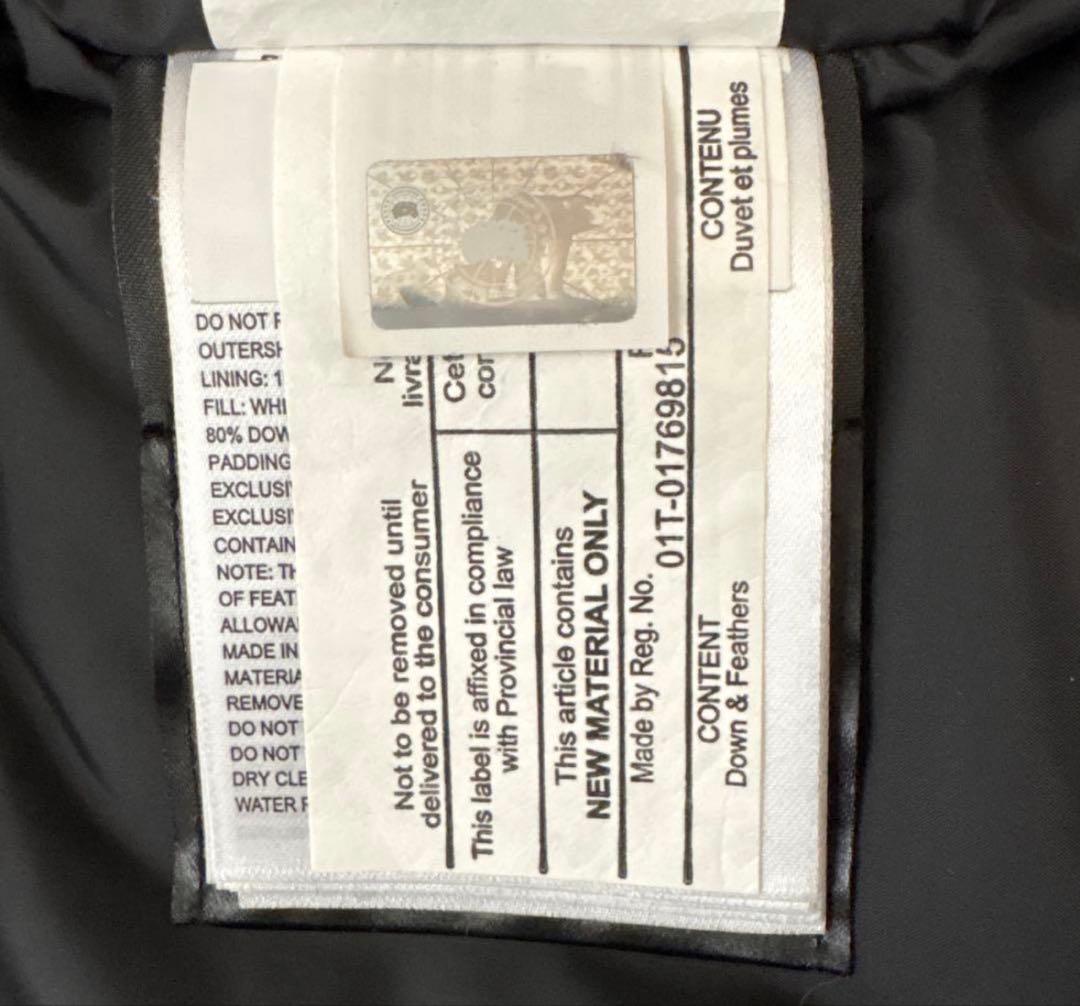 DO NOT
OUTERSH
LINING: 1
FILL: WHI
80% DOW
PADDING
EXCLUSI
EXCLUSI
CONTAIN
NOTE: TH
OF FEAT
ALLOWA
MADE IN
MATERIA
REMOVE
DO NOT
DO NOT
DRY CLE
WATER
Not to be removed until
delivered to the consumer
This label is affixed in compliance
with Provincial law
This article contains
NEW MATERIAL ONLY
Made by Reg. No.
01T-01769815
CONTENT
Down & Feathers
livra
Cet
con
CONTENU
Duvet et plumes